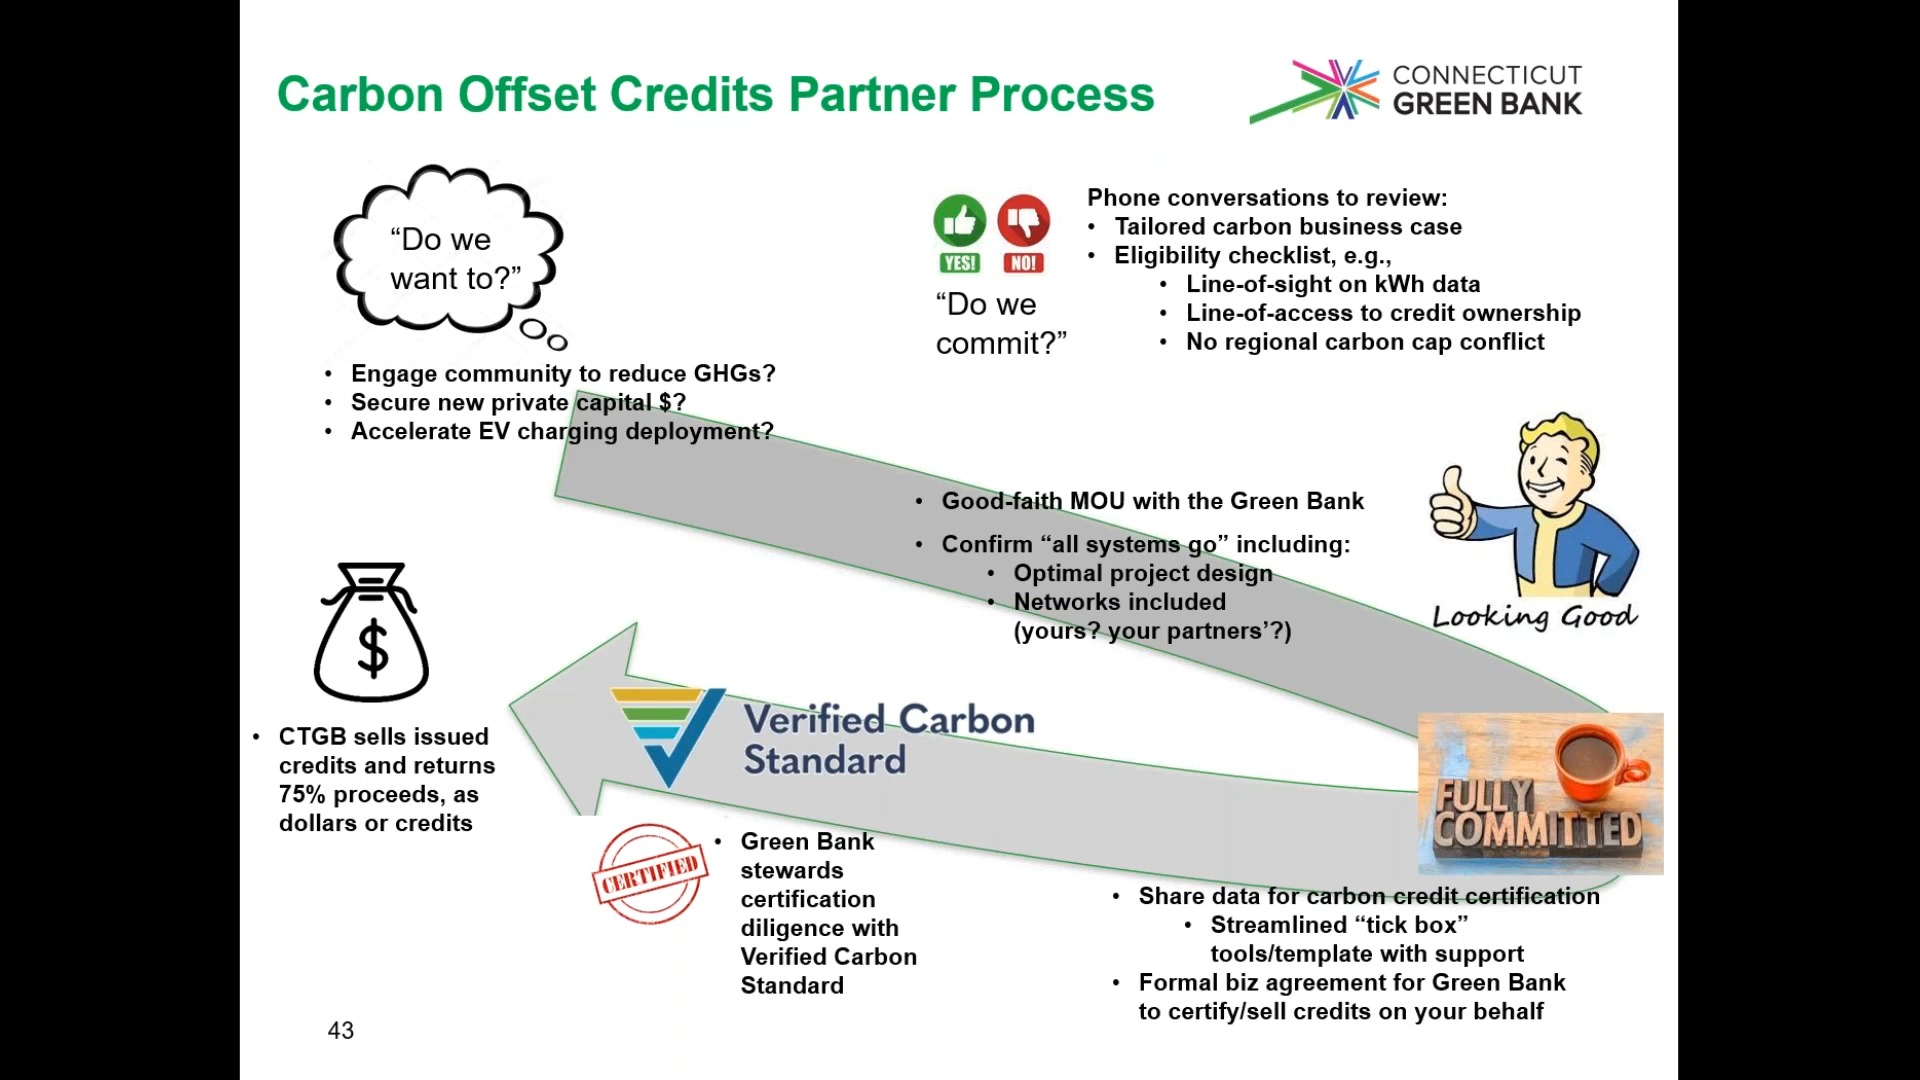 Carbon Offset Credits Partner Process
CONNECTICUT
GREEN BANK
“Do we
want to?”
• Engage community to reduce GHGs?
• Secure new private capital $?
• Accelerate EV charging deployment?
YES!
NO!
“Do we
commit?”
Phone conversations to review:
• Tailored carbon business case
• Eligibility checklist, e.g.,
• Line-of-sight on kWh data
• Line-of-access to credit ownership
• No regional carbon cap conflict
• Good-faith MOU with the Green Bank
• Confirm “all systems go” including:
• Optimal project design
• Networks included
(yours? your partners’?)
Looking Good
FULLY
COMMITTED
• Share data for carbon credit certification
• Streamlined “tick box”
tools/template with support
• Formal biz agreement for Green Bank
to certify/sell credits on your behalf
Verified Carbon
Standard
CERTIFIED
• Green Bank
stewards
certification
diligence with
Verified Carbon
Standard
$
• CTGB sells issued
credits and returns
75% proceeds, as
dollars or credits
43